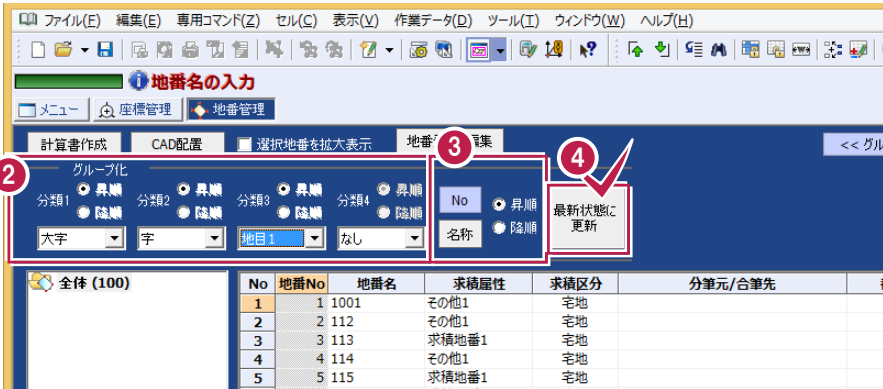 ファイル(F) 編集(E) 専用コマンド(Z) セル(C) 表示(V) 作業データ(D) ツール(T) ウィンドウ(W) ヘルプ(H)
地番名の入力
メニュー 座標管理 地番管理
計算書作成 CAD配置 選択地番を拡大表示 地番 編集 << グル
2 3 4
グループ化
分類1 昇順 降順 分類2 昇順 降順 分類3 昇順 降順 分類4 昇順 降順
大字 字 地目1 なし
No 名称 昇順 降順
最新状態に
更新
全体 (100)
No 地番No 地番名 求積属性 求積区分 分筆元/合筆先
1 1 1001 その他1 宅地
2 2 112 その他1 宅地
3 3 113 求積地番1 宅地
4 4 114 その他1 宅地
5 5 115 求積地番1 宅地